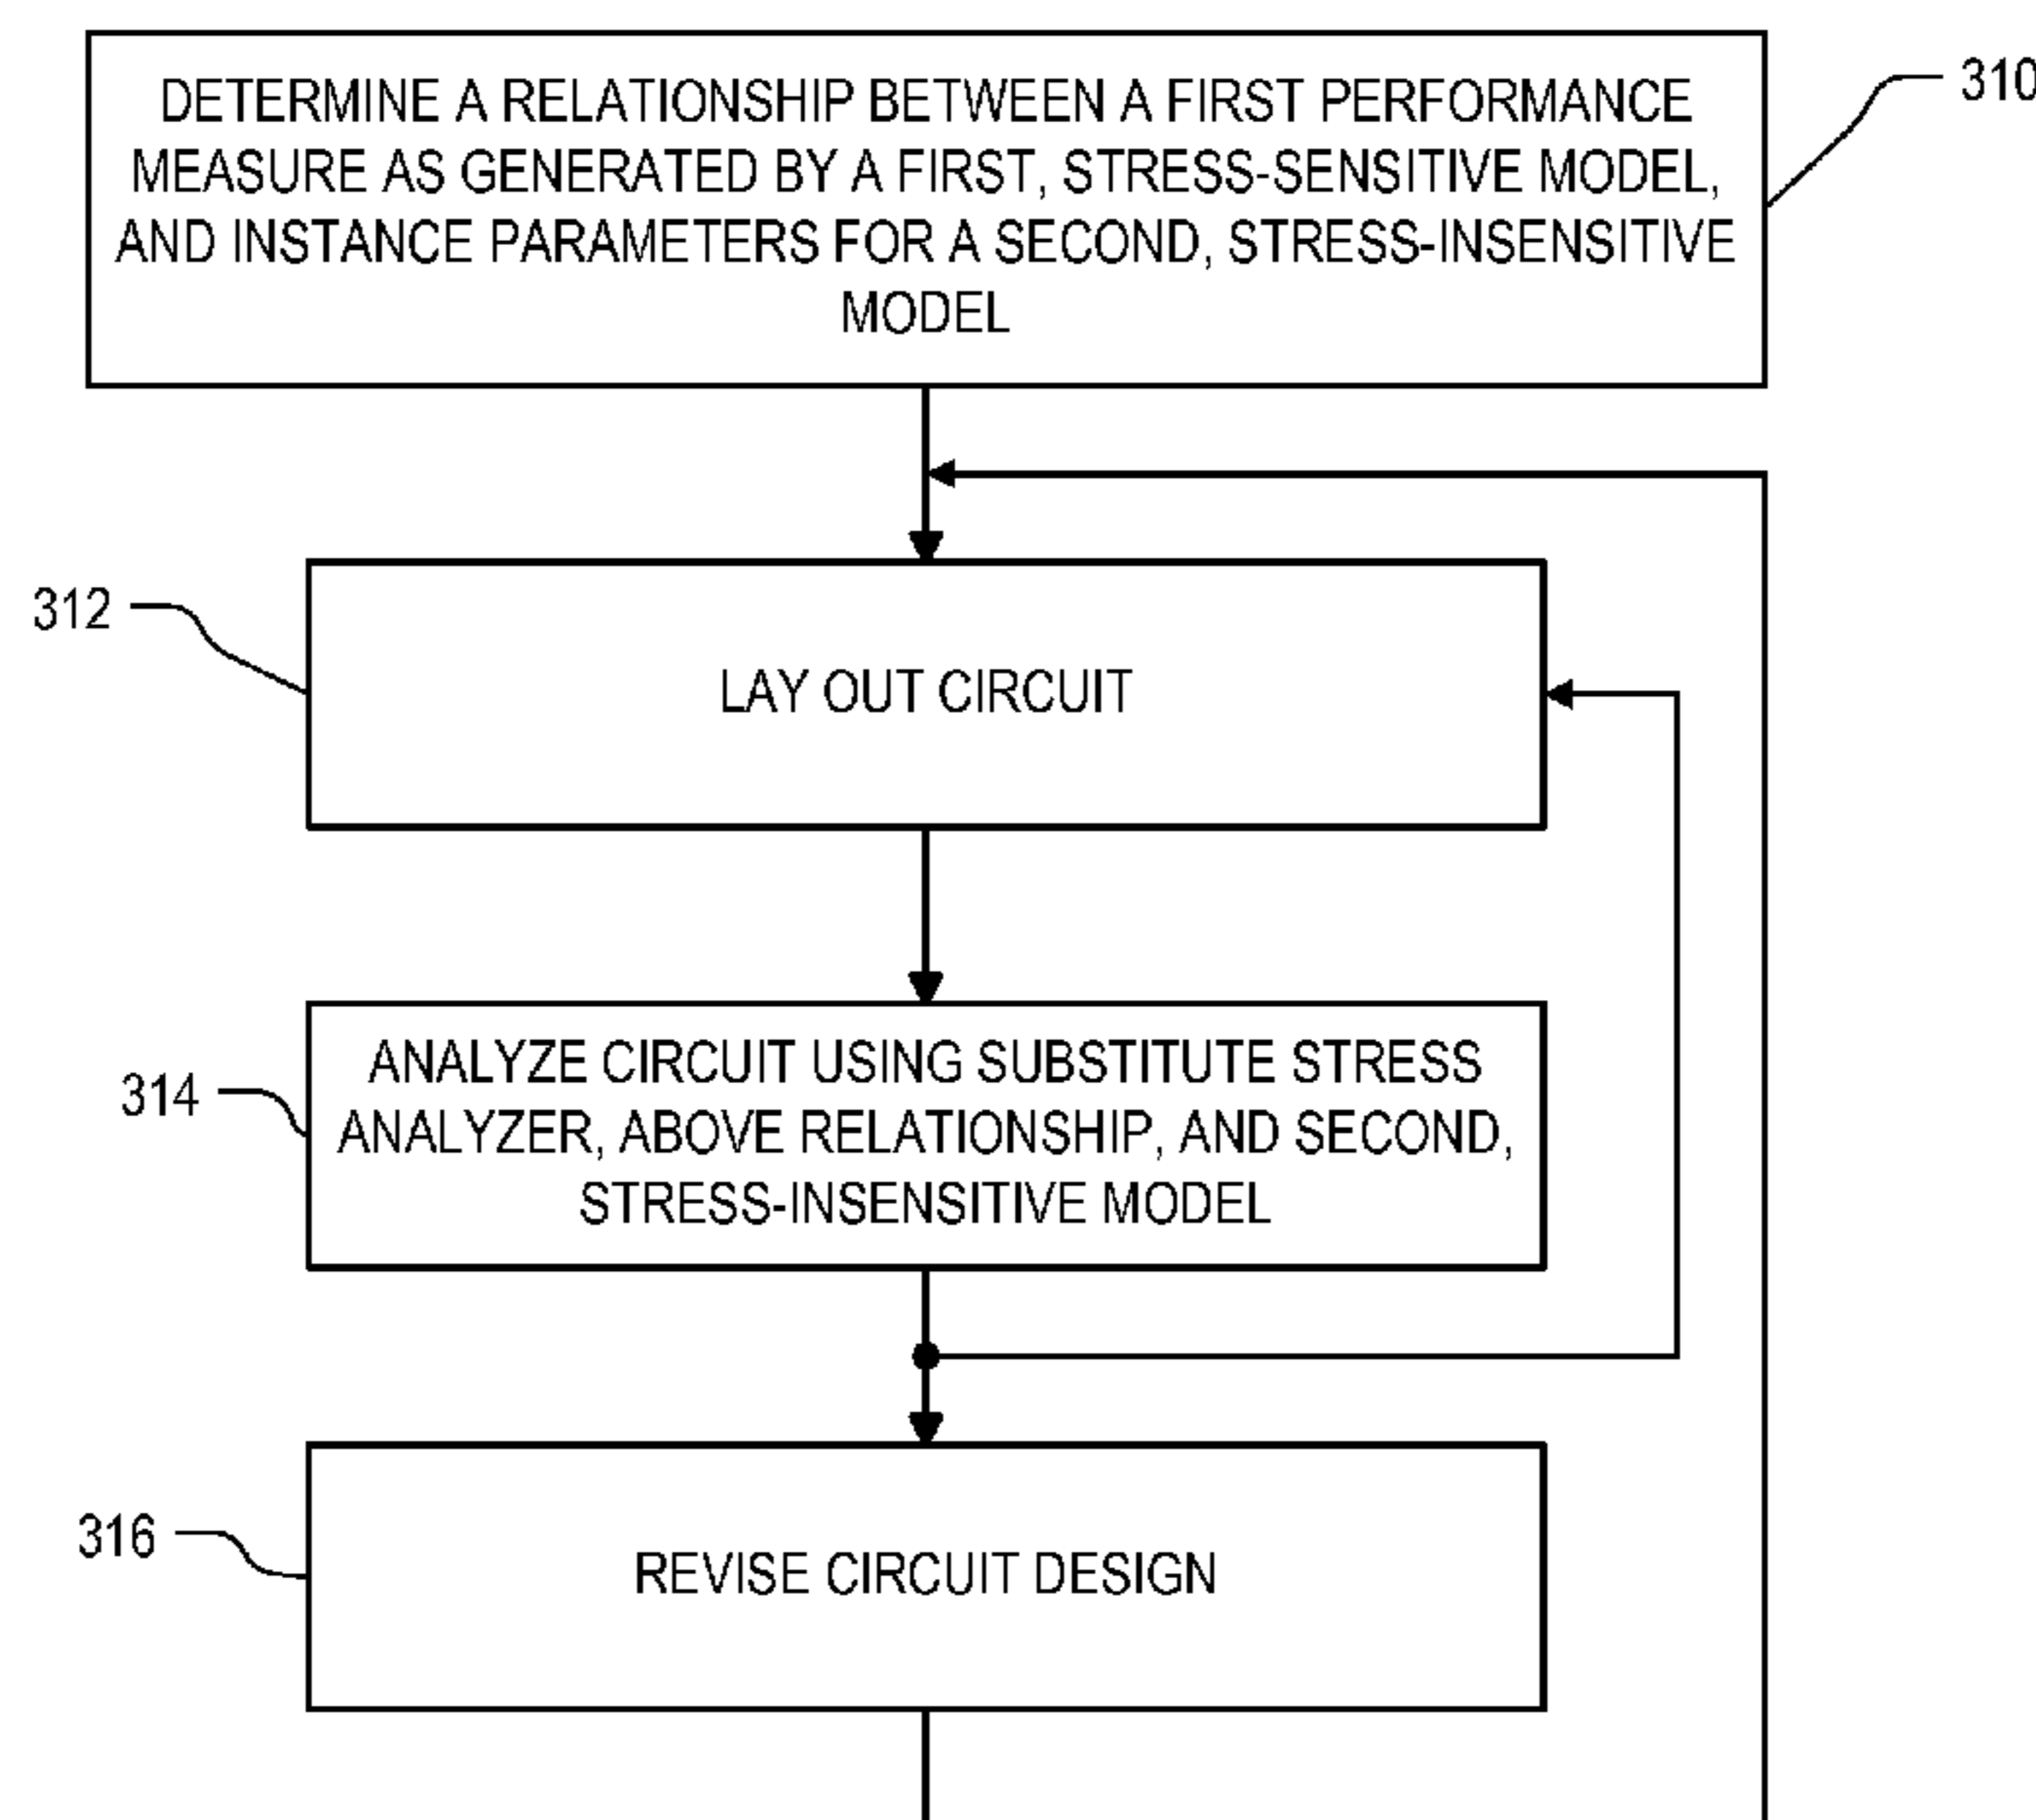 DETERMINE A RELATIONSHIP BETWEEN A FIRST PERFORMANCE
MEASURE AS GENERATED BY A FIRST, STRESS-SENSITIVE MODEL,
AND INSTANCE PARAMETERS FOR A SECOND, STRESS-INSENSITIVE
MODEL
310
312
LAY OUT CIRCUIT
314
ANALYZE CIRCUIT USING SUBSTITUTE STRESS
ANALYZER, ABOVE RELATIONSHIP, AND SECOND,
STRESS-INSENSITIVE MODEL
316
REVISE CIRCUIT DESIGN